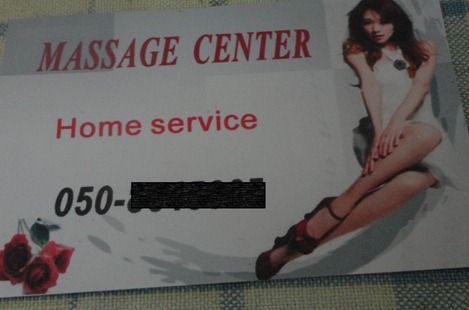 MASSAGE CENTER
Home service
050-